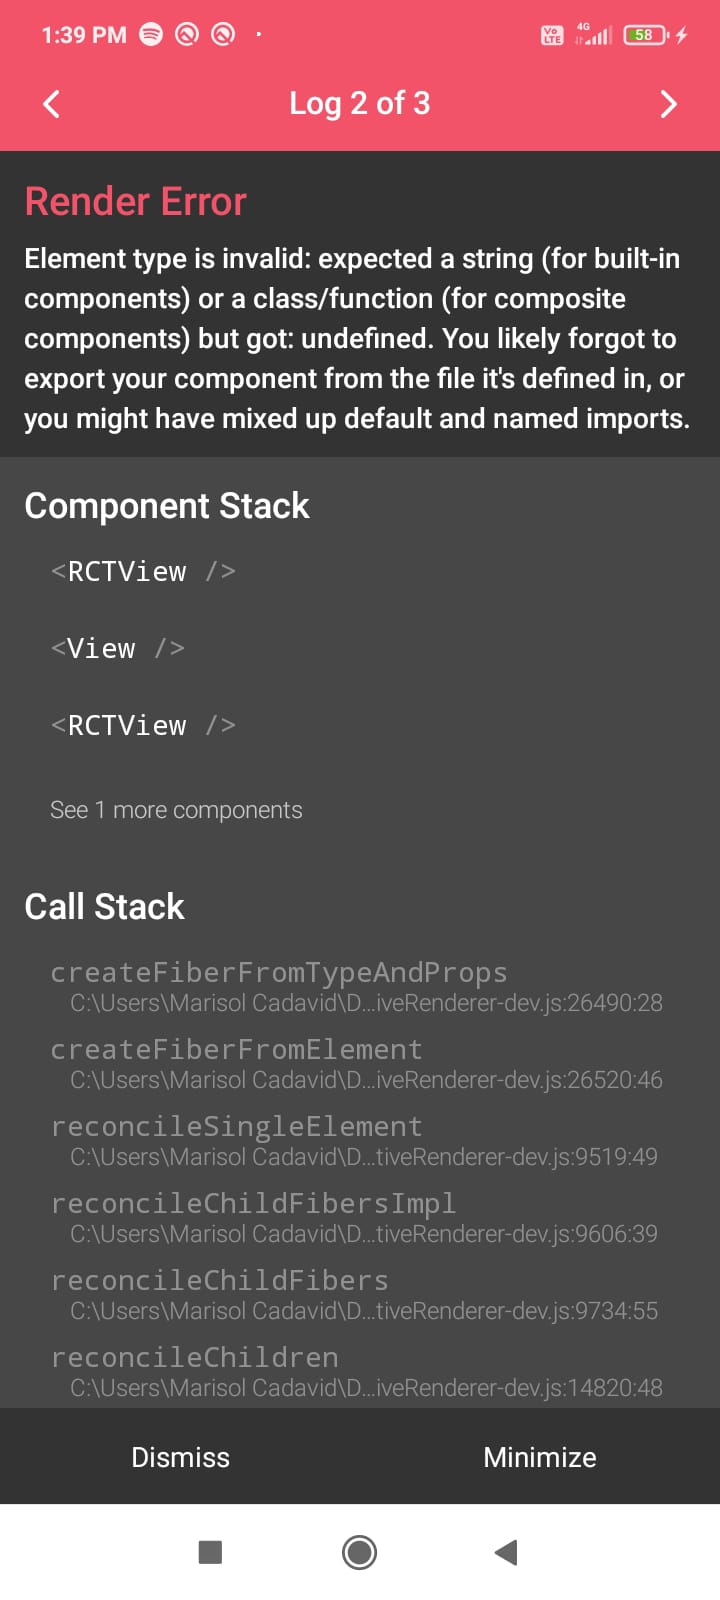 1:39 PM
Vo LTE 4G 58
Log 2 of 3
Render Error
Element type is invalid: expected a string (for built-in
components) or a class/function (for composite
components) but got: undefined. You likely forgot to
export your component from the file it's defined in, or
you might have mixed up default and named imports.
Component Stack
<RCTView />
<View />
<RCTView />
See 1 more components
Call Stack
createFiberFromTypeAndProps
C:\Users\Marisol Cadavid\D...iveRenderer-dev.js:26490:28
createFiberFromElement
C:\Users\Marisol Cadavid\D...iveRenderer-dev.js:26520:46
reconcileSingleElement
C:\Users\Marisol Cadavid\D...tiveRenderer-dev.js:9519:49
reconcileChildFibersImpl
C:\Users\Marisol Cadavid\D...tiveRenderer-dev.js:9606:39
reconcileChildFibers
C:\Users\Marisol Cadavid\D...tiveRenderer-dev.js:9734:55
reconcileChildren
C:\Users\Marisol Cadavid\D...iveRenderer-dev.js:14820:48
Dismiss Minimize